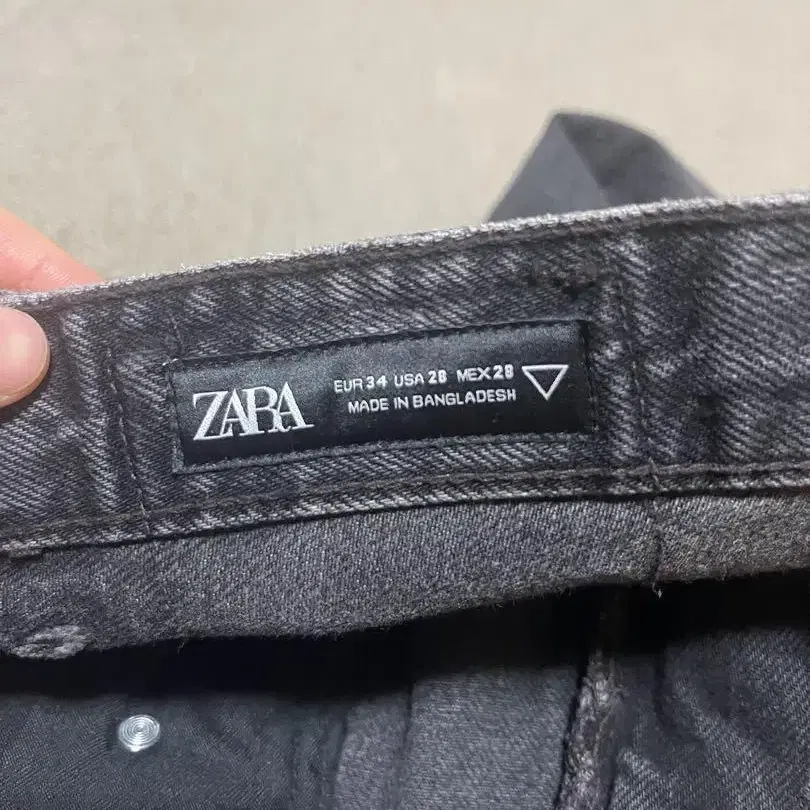 ZARA
EUR 34 USA 28 MEX 28
MADE IN BANGLADESH